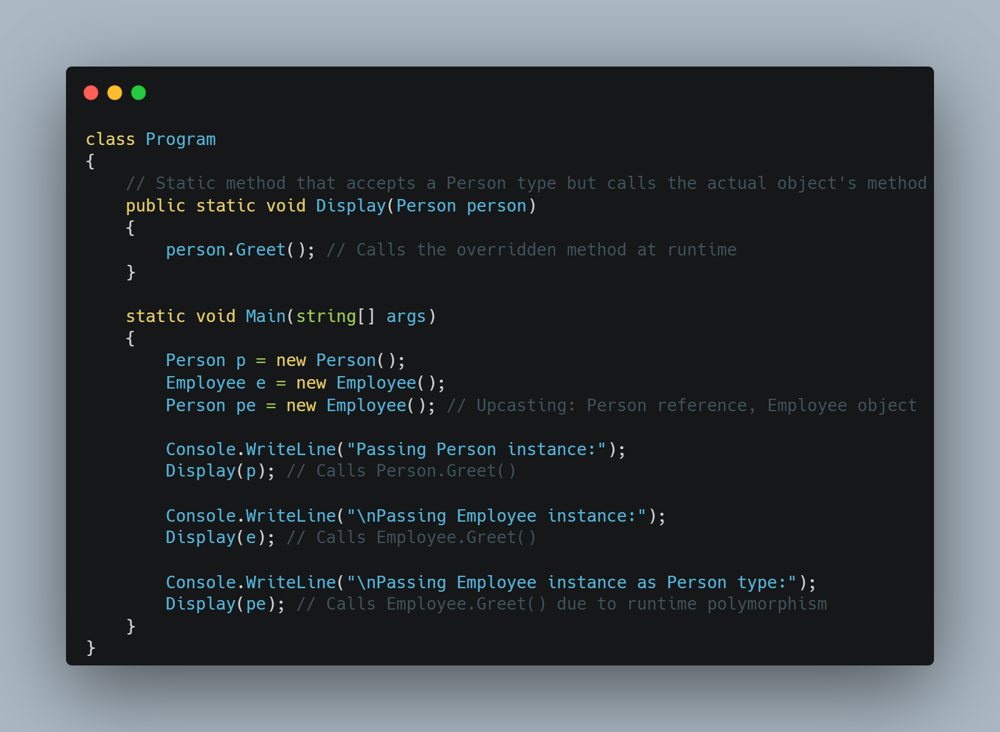 class Program
{
    // Static method that accepts a Person type but calls the actual object's method
    public static void Display(Person person)
    {
        person.Greet(); // Calls the overridden method at runtime
    }

    static void Main(string[] args)
    {
        Person p = new Person();
        Employee e = new Employee();
        Person pe = new Employee(); // Upcasting: Person reference, Employee object

        Console.WriteLine("Passing Person instance:");
        Display(p); // Calls Person.Greet()

        Console.WriteLine("\nPassing Employee instance:");
        Display(e); // Calls Employee.Greet()

        Console.WriteLine("\nPassing Employee instance as Person type:");
        Display(pe); // Calls Employee.Greet() due to runtime polymorphism
    }
}